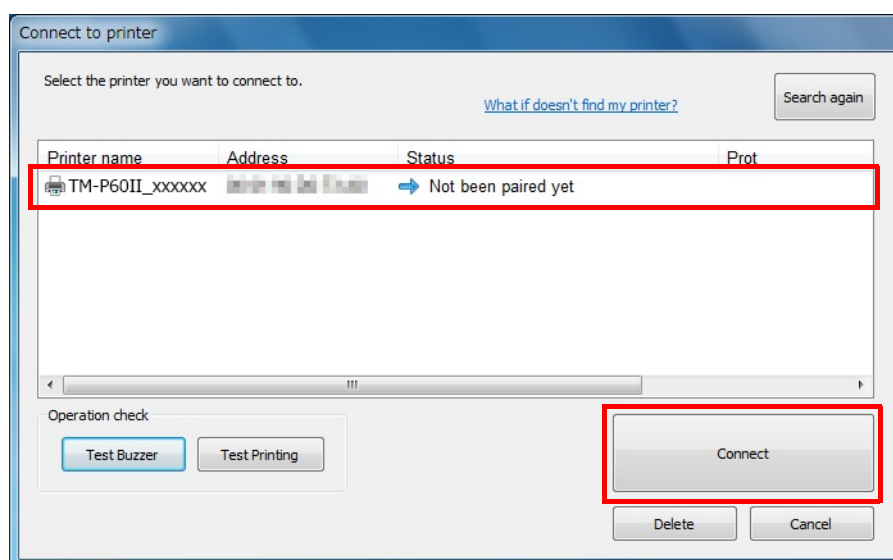 Connect to printer
Select the printer you want to connect to.
What if doesn't find my printer?
Search again
Printer name Address Status Prot
TM-P60II_xxxxxx Not been paired yet
Operation check
Test Buzzer Test Printing
Connect
Delete Cancel